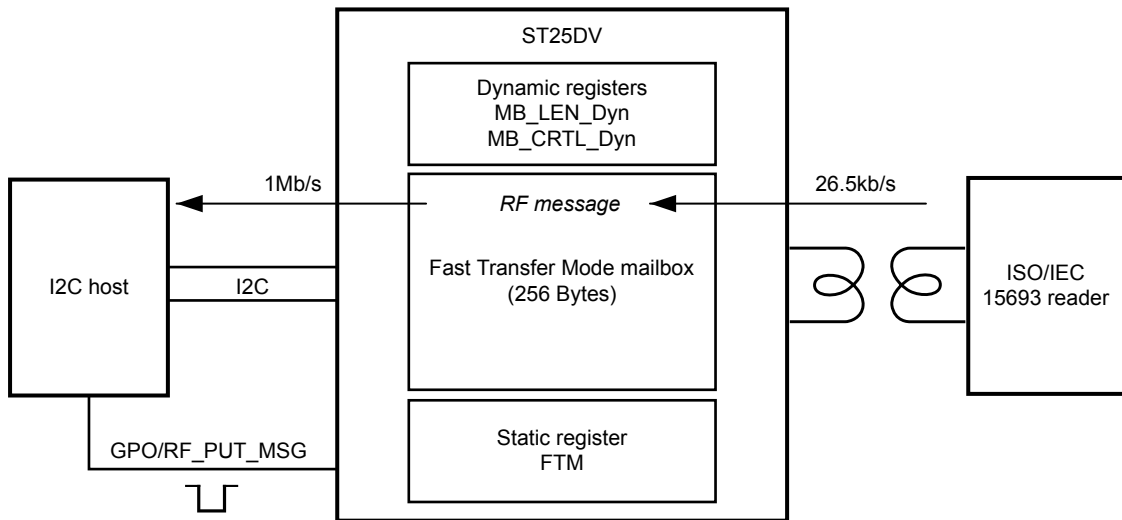 ST25DV
Dynamic registers
MB_LEN_Dyn
MB_CRTL_Dyn
1Mb/s
RF message
26.5kb/s
I2C host
I2C
Fast Transfer Mode mailbox
(256 Bytes)
ISO/IEC
15693 reader
GPO/RF_PUT_MSG
Static register
FTM